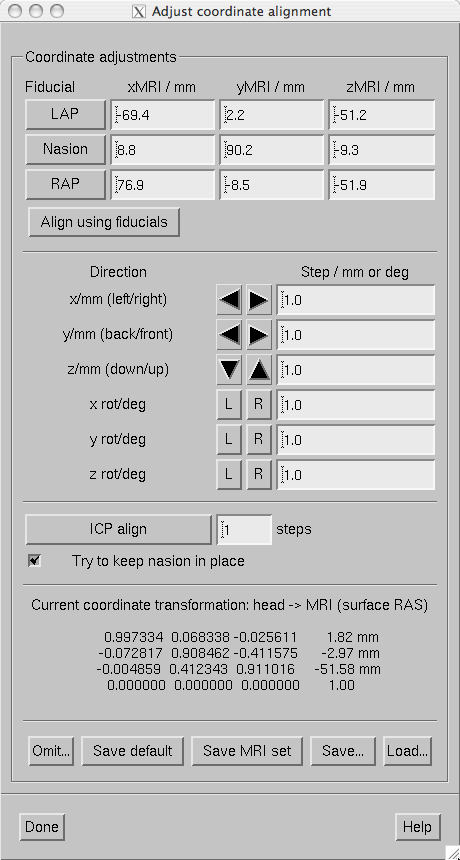 Adjust coordinate alignment
Coordinate adjustments
Fiducial xMRI / mm yMRI / mm zMRI / mm
LAP -69.4 2.2 -51.2
Nasion 8.8 90.2 -9.3
RAP 76.9 -8.5 -51.9
Align using fiducials
Direction Step / mm or deg
x/mm (left/right) 1.0
y/mm (back/front) 1.0
z/mm (down/up) 1.0
x rot/deg L R 1.0
y rot/deg L R 1.0
z rot/deg L R 1.0
ICP align 1 steps
Try to keep nasion in place
Current coordinate transformation: head -> MRI (surface RAS)
0.997334 0.068338 -0.025611 1.82 mm
-0.072817 0.908462 -0.411575 -2.97 mm
-0.004859 0.412343 0.911016 -51.58 mm
0.000000 0.000000 0.000000 1.00
Omit... Save default Save MRI set Save... Load...
Done Help